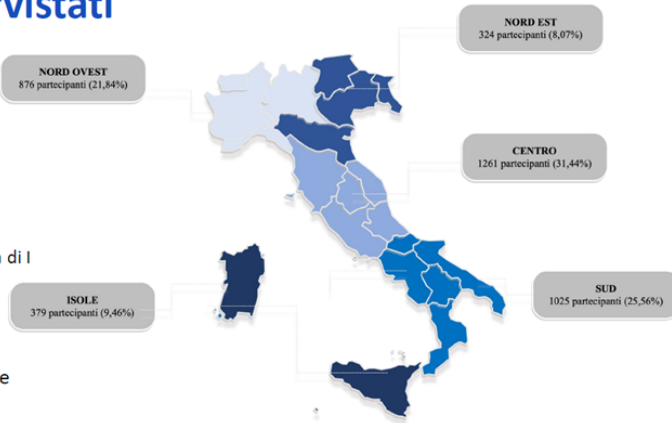 vistati
NORD EST
324 partecipanti (8,07%)
NORD OVEST
876 partecipanti (21,84%)
CENTRO
1261 partecipanti (31,44%)
di I
ISOLE
379 partecipanti (9,46%)
SUD
1025 partecipanti (25,56%)
e